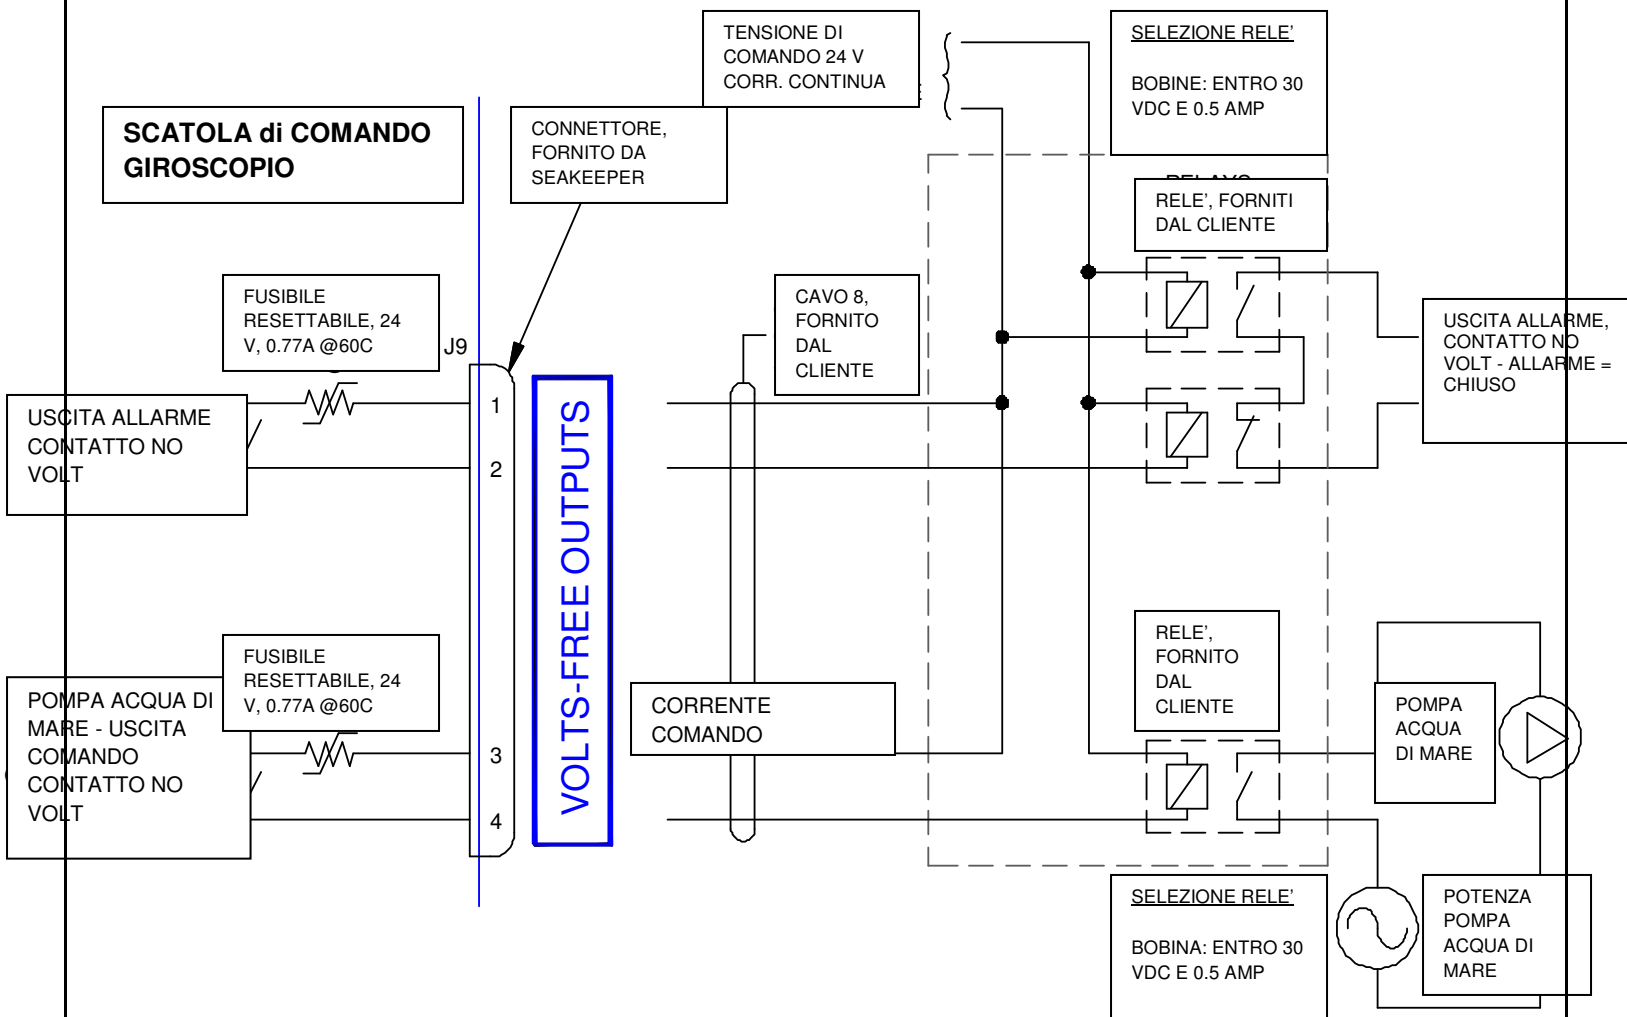 TENSIONE DI
COMANDO 24 V
CORR. CONTINUA
SELEZIONE RELE’
BOBINE: ENTRO 30
VDC E 0.5 AMP
SCATOLA di COMANDO
GIROSCOPIO
CONNETTORE,
FORNITO DA
SEAKEEPER
RELE’, FORNITI
DAL CLIENTE
FUSIBILE
RESETTABILE, 24
V, 0.77A @60C
J9
CAVO 8,
FORNITO
DAL
CLIENTE
USCITA ALLARME,
CONTATTO NO
VOLT - ALLARME =
CHIUSO
USCITA ALLARME
CONTATTO NO
VOLT
1
2
VOLTS-FREE OUTPUTS
FUSIBILE
RESETTABILE, 24
V, 0.77A @60C
RELE’,
FORNITO
DAL
CLIENTE
POMPA ACQUA DI
MARE - USCITA
COMANDO
CONTATTO NO
VOLT
3
4
CORRENTE
COMANDO
POMPA
ACQUA
DI MARE
SELEZIONE RELE’
BOBINA: ENTRO 30
VDC E 0.5 AMP
POTENZA
POMPA
ACQUA DI
MARE